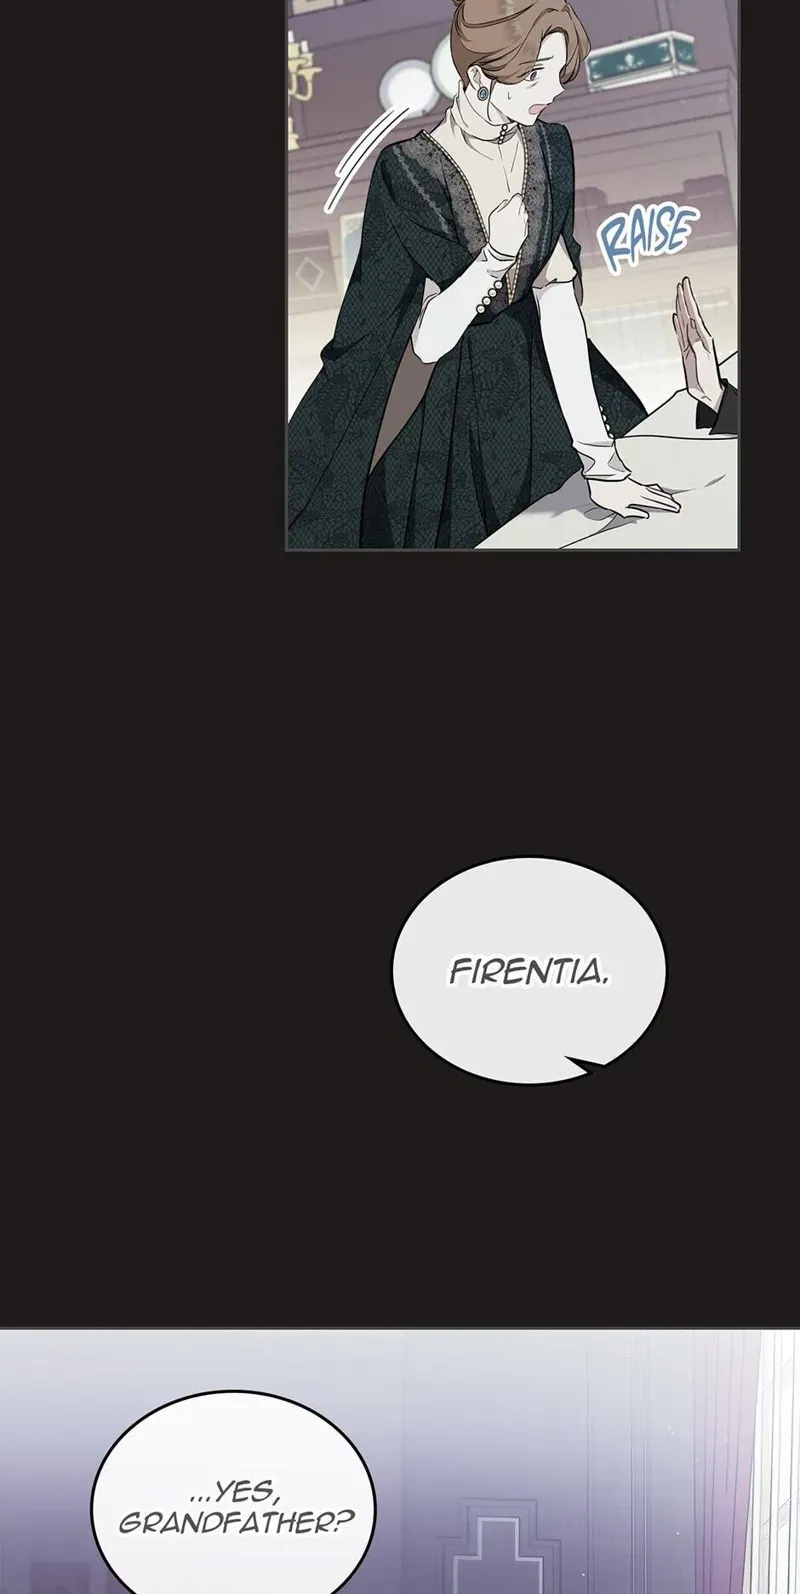 RAISE
FIRENTIA.
...YES,
GRANDFATHER?